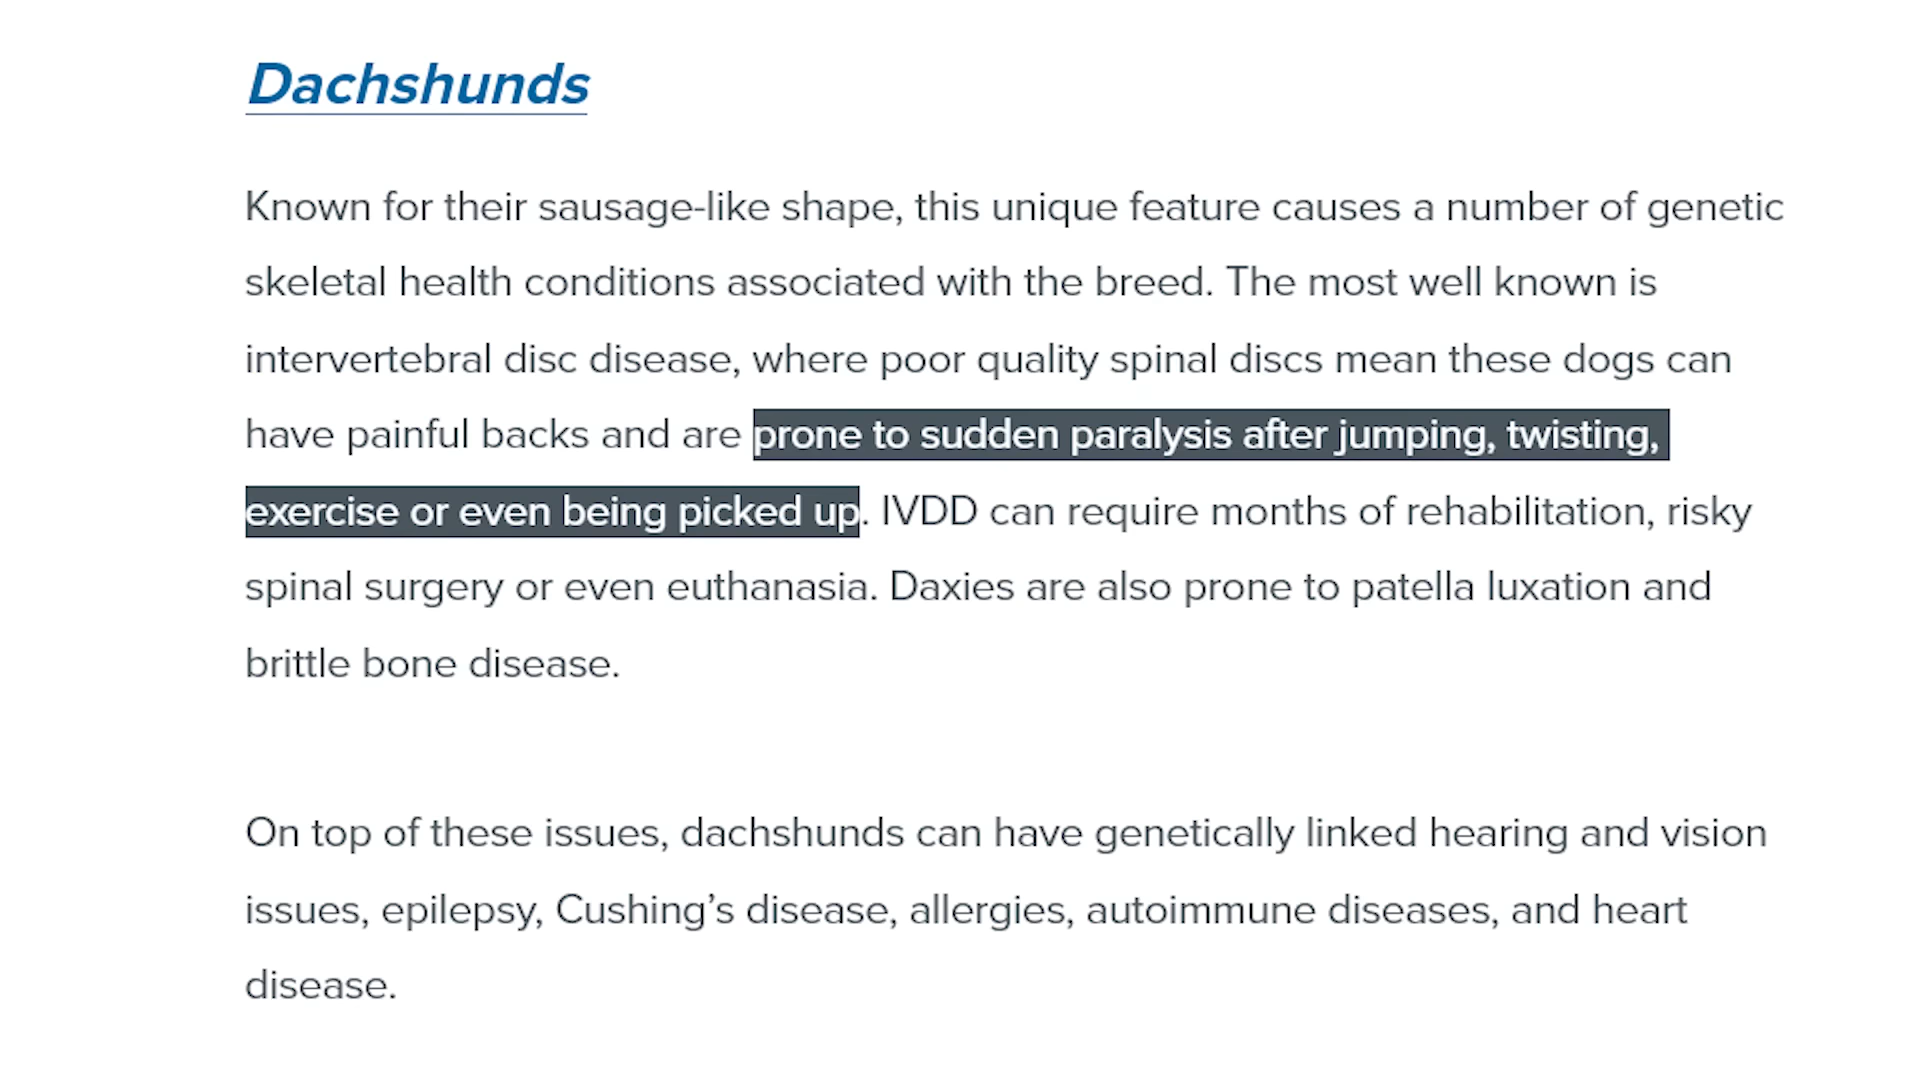 Dachshunds
Known for their sausage-like shape, this unique feature causes a number of genetic
skeletal health conditions associated with the breed. The most well known is
intervertebral disc disease, where poor quality spinal discs mean these dogs can
have painful backs and are prone to sudden paralysis after jumping, twisting,
exercise or even being picked up. IVDD can require months of rehabilitation, risky
spinal surgery or even euthanasia. Daxies are also prone to patella luxation and
brittle bone disease.
On top of these issues, dachshunds can have genetically linked hearing and vision
issues, epilepsy, Cushing’s disease, allergies, autoimmune diseases, and heart
disease.